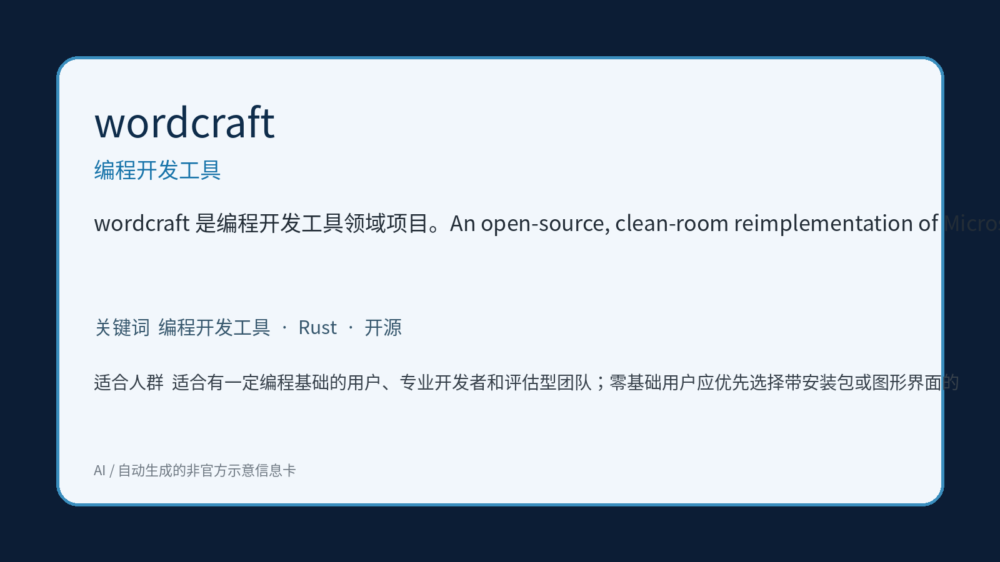 wordcraft
编程开发工具
wordcraft 是编程开发工具领域项目。An open-source, clean-room reimplementation of Micros
关键词 编程开发工具 · Rust · 开源
适合人群 适合有一定编程基础的用户、专业开发者和评估型团队；零基础用户应优先选择带安装包或图形界面的
AI / 自动生成的非官方示意信息卡